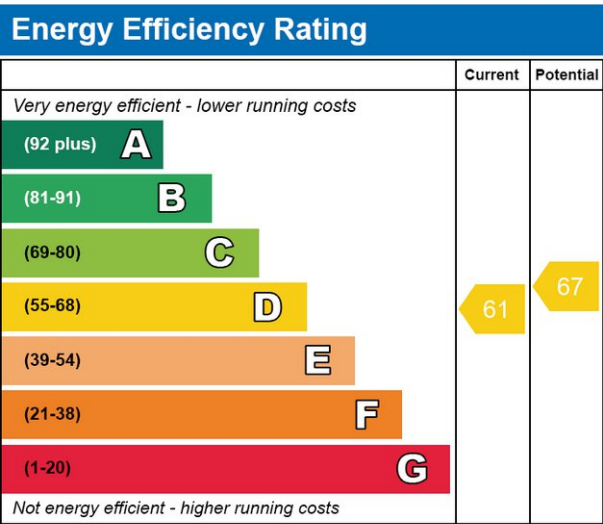 Energy Efficiency Rating
Current Potential
Very energy efficient - lower running costs
(92 plus) A
(81-91) B
(69-80) C
(55-68) D
61
67
(39-54) E
(21-38) F
(1-20) G
Not energy efficient - higher running costs